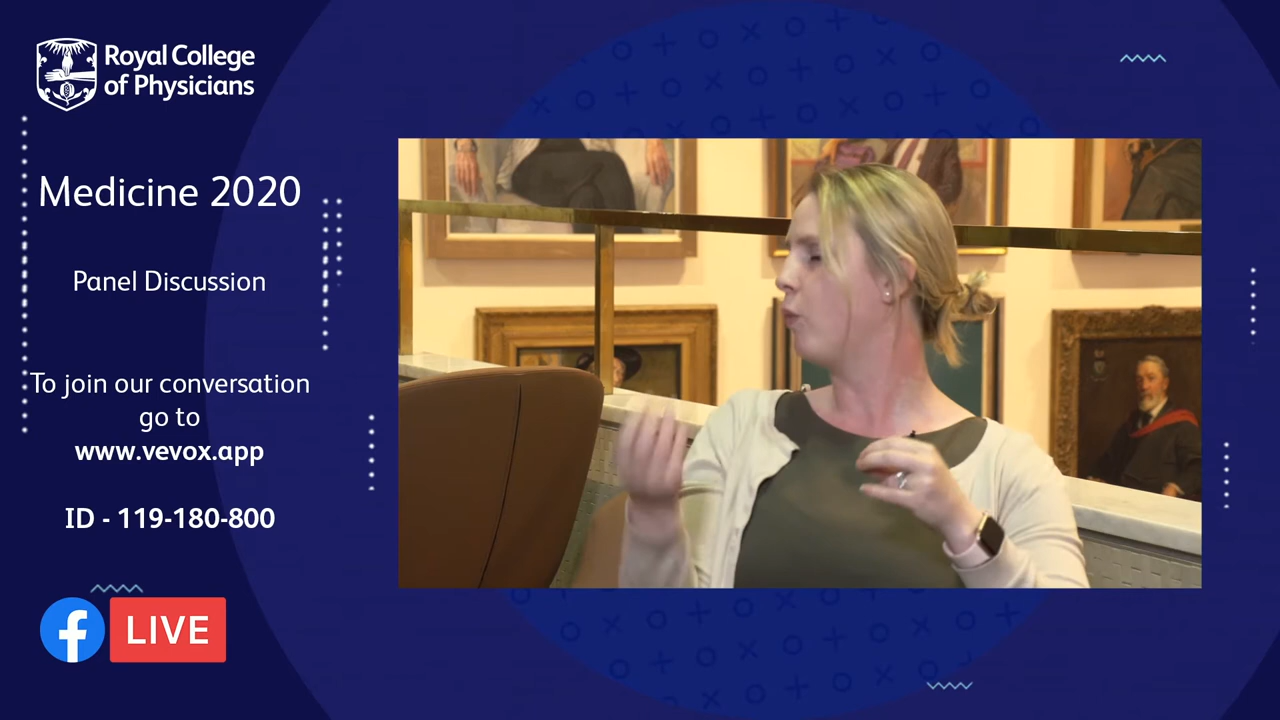 Royal College
of Physicians
Medicine 2020
Panel Discussion
To join our conversation
go to
www.vevox.app
ID - 119-180-800
f LIVE